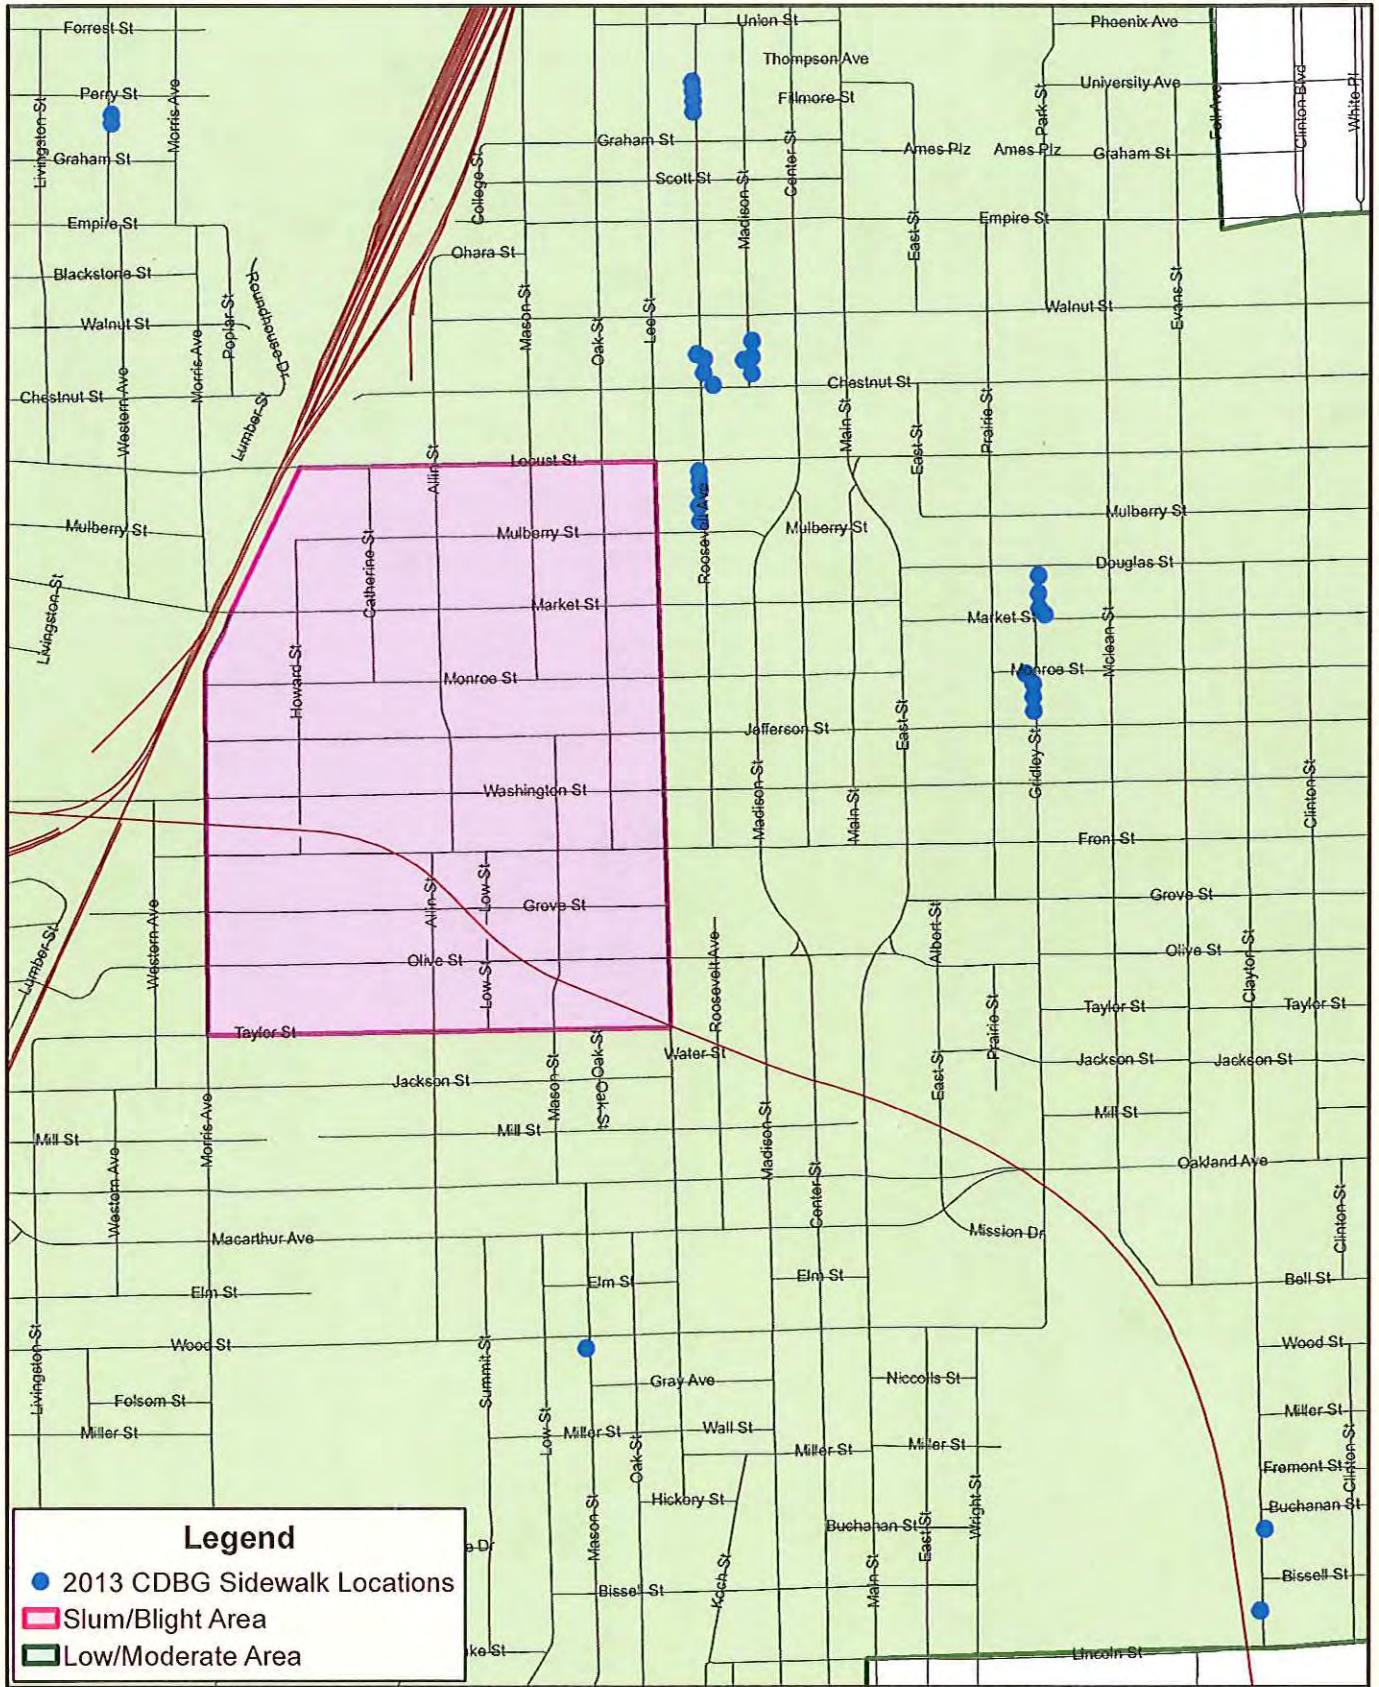 Union St
Phoenix Ave
Forrest St
Thompson Ave
University Ave
Perry St
Fillmore St
Livingston St
Morris Ave
Park St
Fell Ave
Clinton Blvd
White Pl
Graham St
College St
Center St
Ames Plz
Ames Plz
Graham St
Graham St
Scott St
Madison St
Empire St
Empire St
East St
Ohara St
Blackstone St
Roundhouse Dr
Evans St
Walnut St
Mason St
Lee St
Walnut St
Poplar St
Oak St
Morris Ave
Chestnut St
Western Ave
Chestnut St
Lumber St
Main St
Prairie St
East St
Allin St
Locust St
Mulberry St
Mulberry St
Mulberry St
Mulberry St
Roosevelt Ave
Catherine St
Douglas St
Livingston St
Market St
Market St
Mclean St
Howard St
Monroe St
Monroe St
Jefferson St
East St
Gridley St
Washington St
Madison St
Main St
Clinton St
Front St
Low St
Allin St
Grove St
Grove St
Western Ave
Lumber St
Albert St
Olive St
Olive St
Clayton St
Low St
Roosevelt Ave
Taylor St
Taylor St
Taylor St
Prairie St
Oak St
Water St
Jackson St
Jackson St
Jackson St
Mason St
Oak St
East St
Morris Ave
Mill St
Mill St
Mill St
Madison St
Western Ave
Oakland Ave
Center St
Clinton St
Macarthur Ave
Mission Dr
Elm St
Elm St
Elm St
Bell St
Livingston St
Wood St
Wood St
Summit St
Gray Ave
Niccolls St
Folsom St
Miller St
Miller St
Low St
Miller St
Wall St
Oak St
Miller St
Miller St
Clinton St
Fremont St
Hickory St
Buchanan St
Mason St
Wright St
Buchanan St
East St
Legend
e Dr
2013 CDBG Sidewalk Locations
Bissell St
Koch St
Main St
Bissell St
Slum/Blight Area
Low/Moderate Area
ke St
Lincoln St